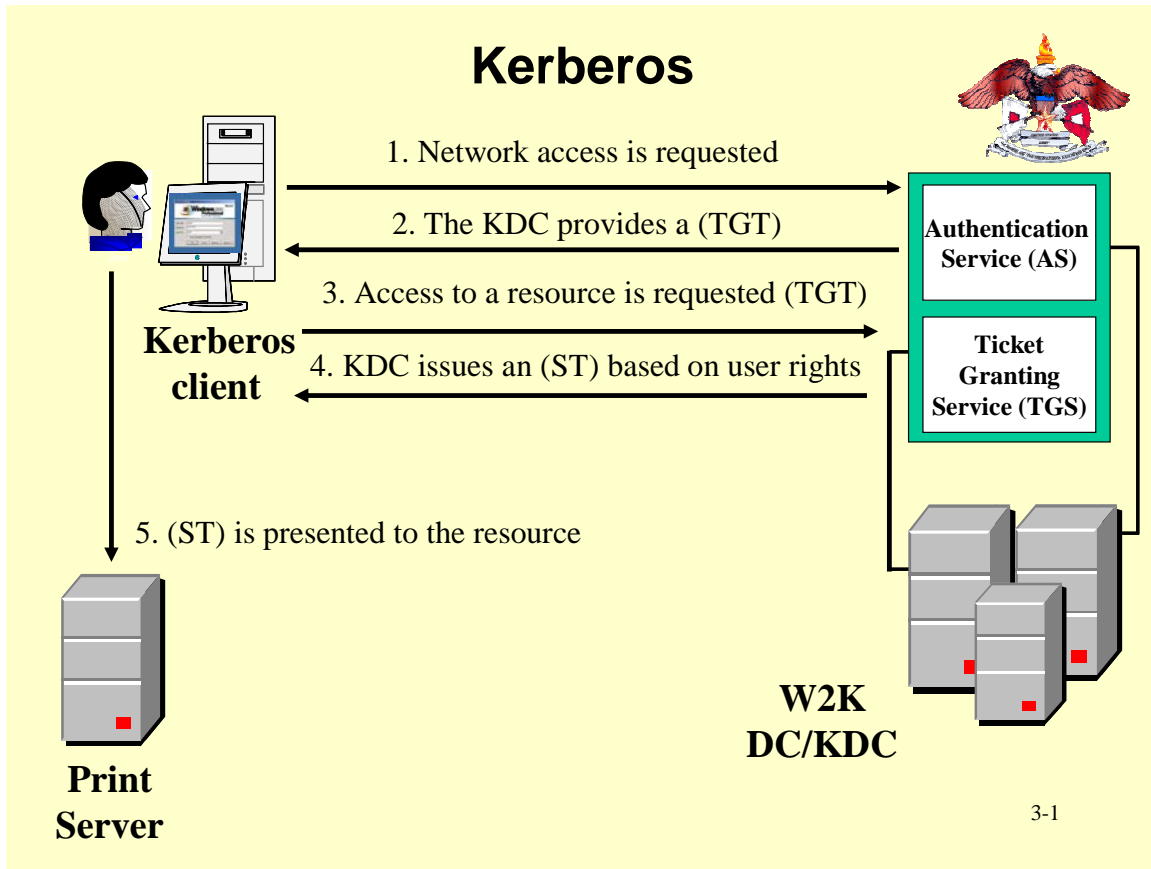 Kerberos
1. Network access is requested
2. The KDC provides a (TGT)
Authentication
Service (AS)
3. Access to a resource is requested (TGT)
Kerberos
client
4. KDC issues an (ST) based on user rights
Ticket
Granting
Service (TGS)
5. (ST) is presented to the resource
W2K
DC/KDC
Print
Server
3-1